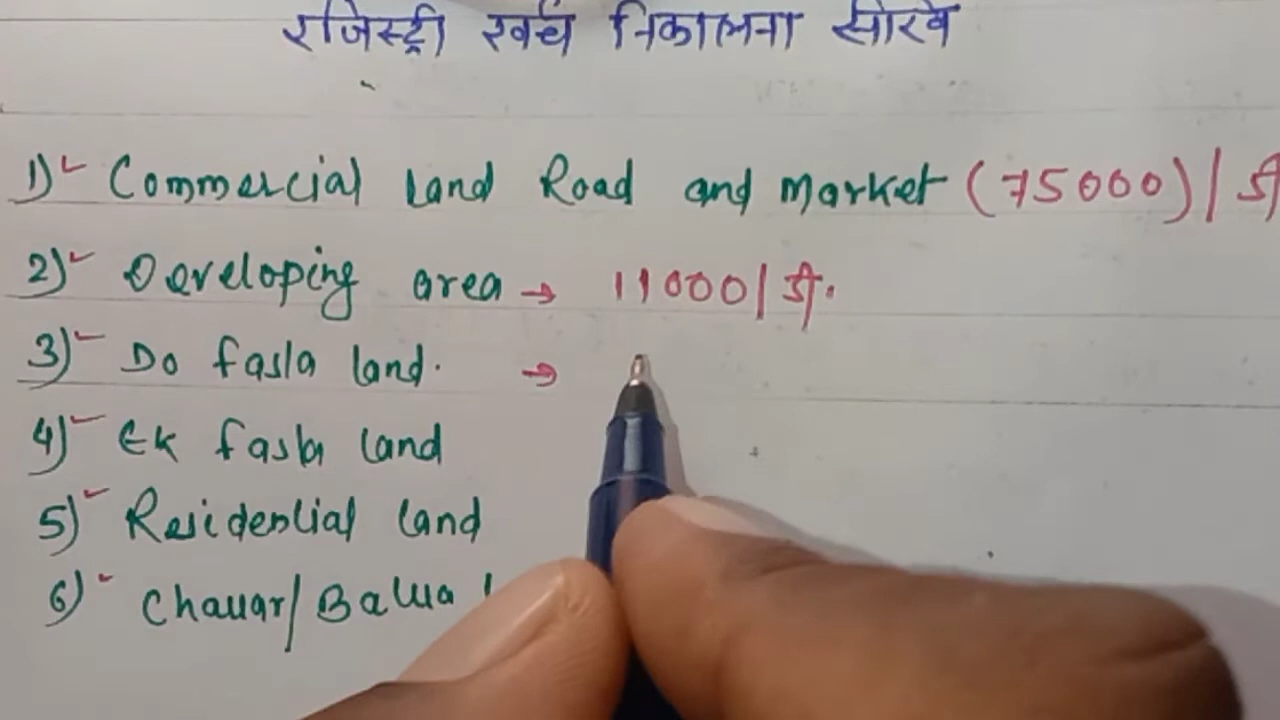 रजिस्ट्री खर्च निकालना सीखे
1) Commercial land Road and market (75000) / डी
2) Developing area → 11000 / डी.
3) Do fasla land. →
4) Ek fasla land
5) Residential land
6) Chauar/Balua